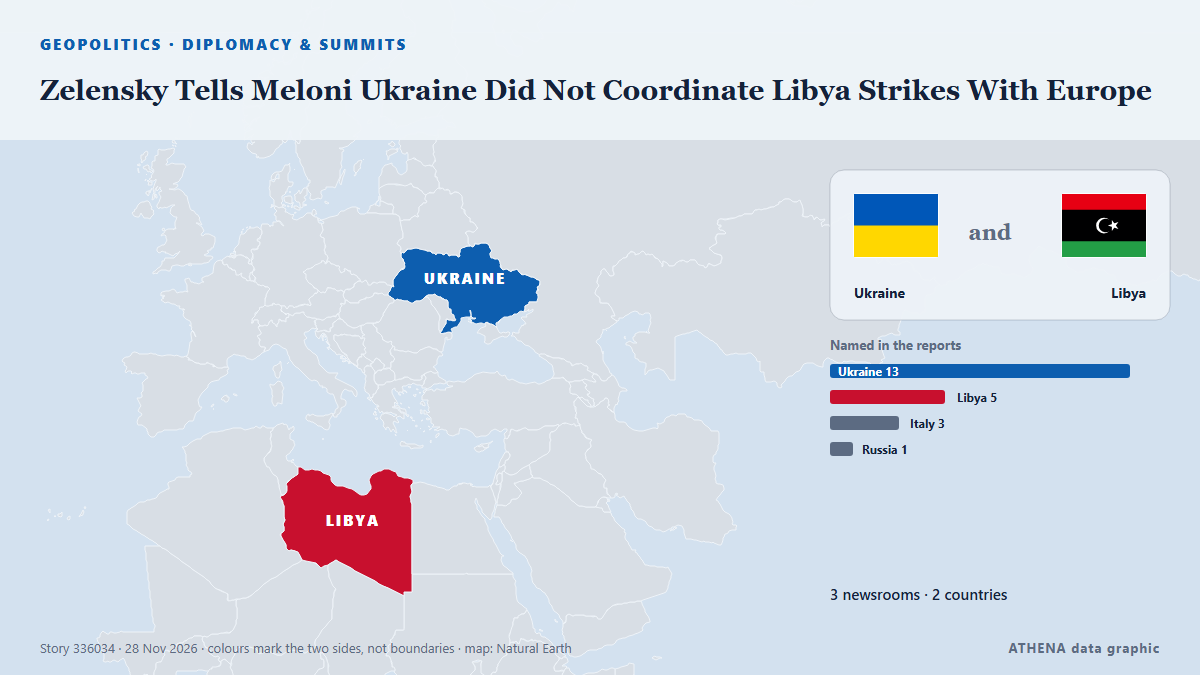 GEOPOLITICS · DIPLOMACY & SUMMITS
Zelensky Tells Meloni Ukraine Did Not Coordinate Libya Strikes With Europe
and
Ukraine
Libya
UKRAINE
LIBYA
Named in the reports
Ukraine 13
Libya 5
Italy 3
Russia 1
3 newsrooms · 2 countries
Story 336034 · 28 Nov 2026 · colours mark the two sides, not boundaries · map: Natural Earth
ATHENA data graphic